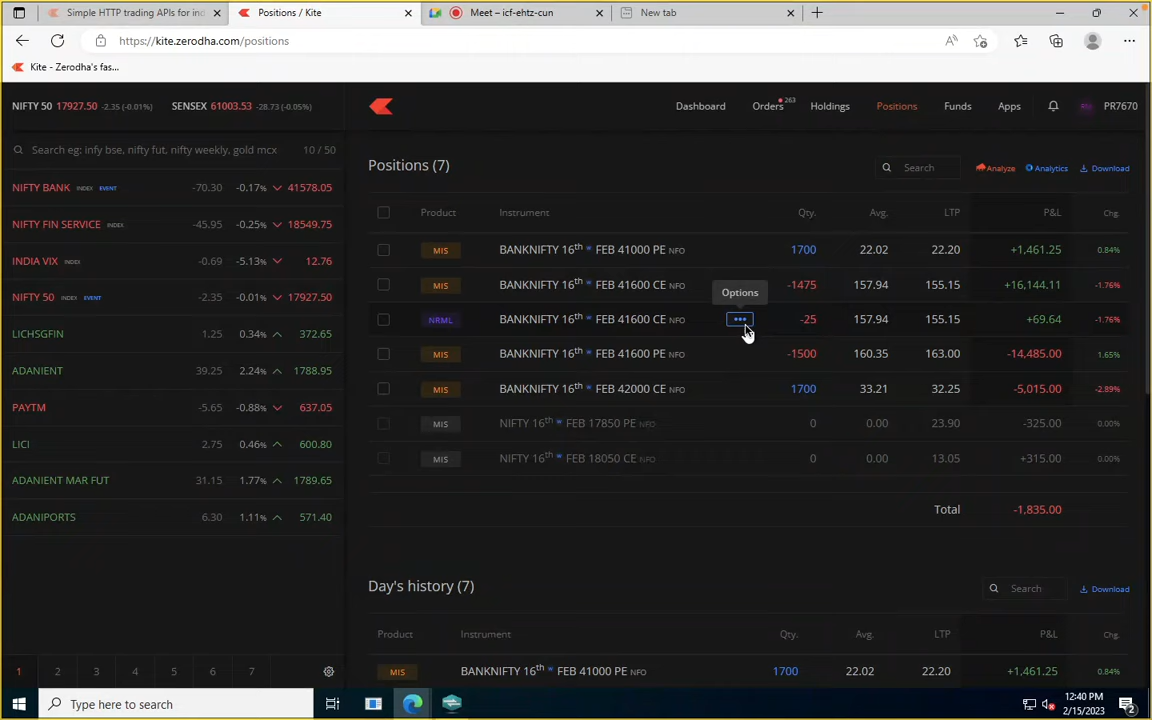 Simple HTTP trading APIs for ind
Positions / Kite
Meet – icf-ehtz-cun
New tab
https://kite.zerodha.com/positions
Kite - Zerodha's fas...
NIFTY 50 17927.50 -2.35 (-0.01%) SENSEX 61003.53 -28.73 (-0.05%)
Dashboard Orders 263 Holdings Positions Funds Apps PR7670
Search eg: infy bse, nifty fut, nifty weekly, gold mcx 10 / 50
NIFTY BANK INDEX EVENT -70.30 -0.17% 41578.05
NIFTY FIN SERVICE INDEX -45.95 -0.25% 18549.75
INDIA VIX INDEX -0.69 -5.13% 12.76
NIFTY 50 INDEX EVENT -2.35 -0.01% 17927.50
LICHSGFIN 1.25 0.34% 372.65
ADANIENT 39.25 2.24% 1788.95
PAYTM -5.65 -0.88% 637.05
LICI 2.75 0.46% 600.80
ADANIENT MAR FUT 31.15 1.77% 1789.65
ADANIPORTS 6.30 1.11% 571.40
1 2 3 4 5 6 7
Positions (7) Search Analyze Analytics Download
Product Instrument Qty. Avg. LTP P&L Chg.
MIS BANKNIFTY 16th w FEB 41000 PE NFO 1700 22.02 22.20 +1,461.25 0.84%
MIS BANKNIFTY 16th w FEB 41600 CE NFO -1475 157.94 155.15 +16,144.11 -1.76%
Options
NRML BANKNIFTY 16th w FEB 41600 CE NFO -25 157.94 155.15 +69.64 -1.76%
MIS BANKNIFTY 16th w FEB 41600 PE NFO -1500 160.35 163.00 -14,485.00 1.65%
MIS BANKNIFTY 16th w FEB 42000 CE NFO 1700 33.21 32.25 -5,015.00 -2.89%
MIS NIFTY 16th w FEB 17850 PE NFO 0 0.00 23.90 -325.00 0.00%
MIS NIFTY 16th w FEB 18050 CE NFO 0 0.00 13.05 +315.00 0.00%
Total -1,835.00
Day's history (7) Search Download
Product Instrument Qty. Avg. LTP P&L Chg.
MIS BANKNIFTY 16th w FEB 41000 PE NFO 1700 22.02 22.20 +1,461.25 0.84%
Type here to search
12:40 PM
2/15/2023
2